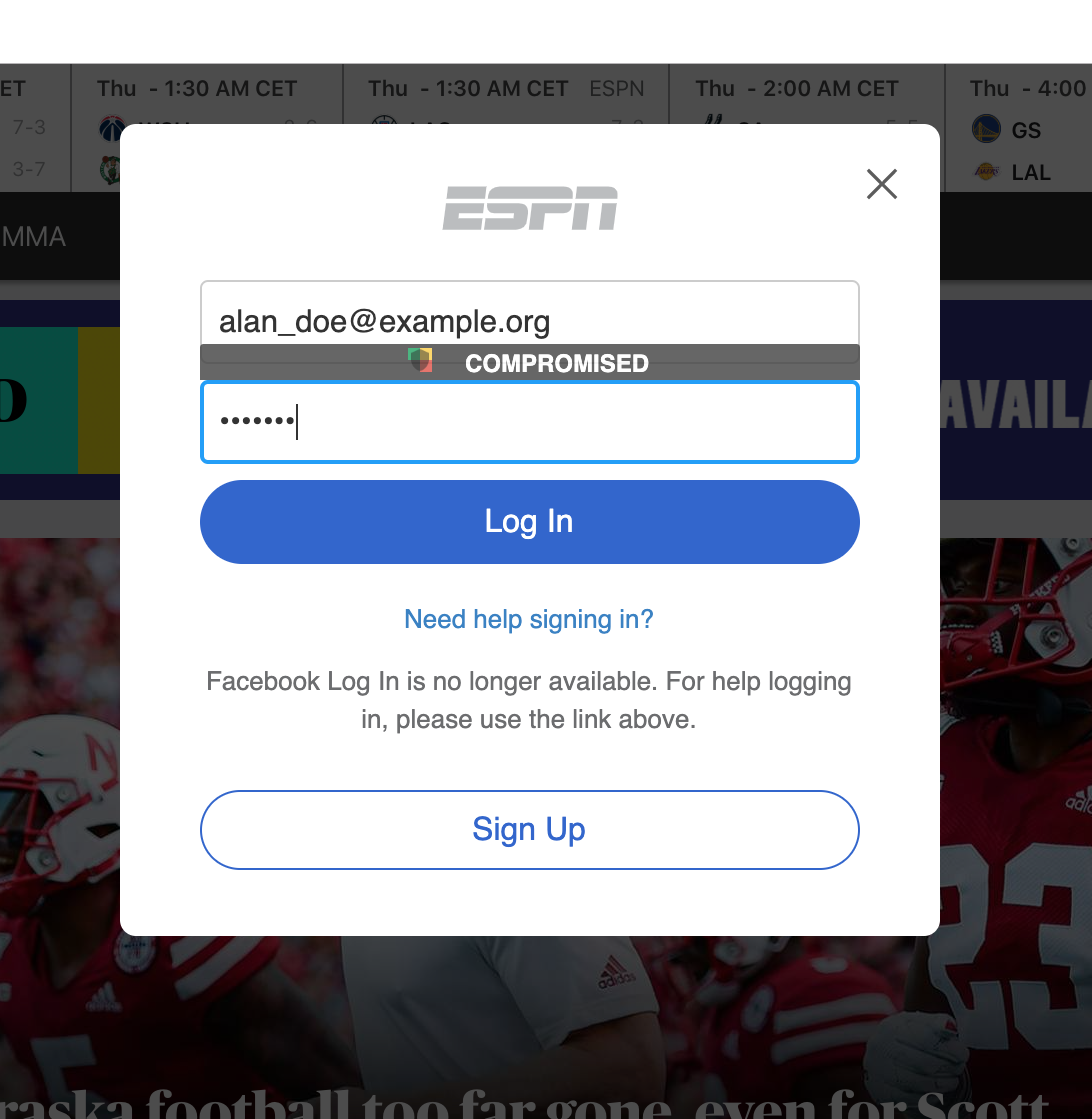 ET
Thu - 1:30 AM CET
Thu - 1:30 AM CET ESPN
Thu - 2:00 AM CET
Thu - 4:00
7-3
3-7
GS
LAL
MMA
ESPN
alan_doe@example.org
COMPROMISED
•••••••
Log In
Need help signing in?
Facebook Log In is no longer available. For help logging
in, please use the link above.
Sign Up
AVAILA
N
adidas
23
5
raska football too far gone, even for Scott